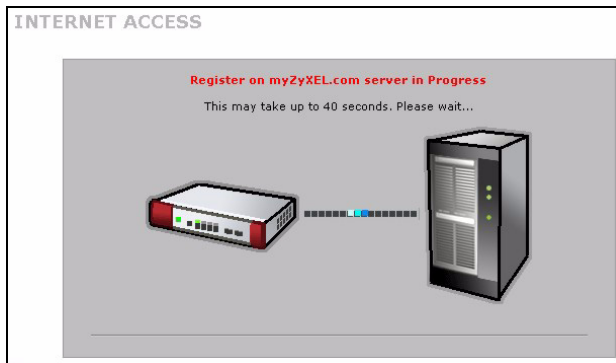 INTERNET ACCESS
Register on myZyXEL.com server in Progress
This may take up to 40 seconds. Please wait...